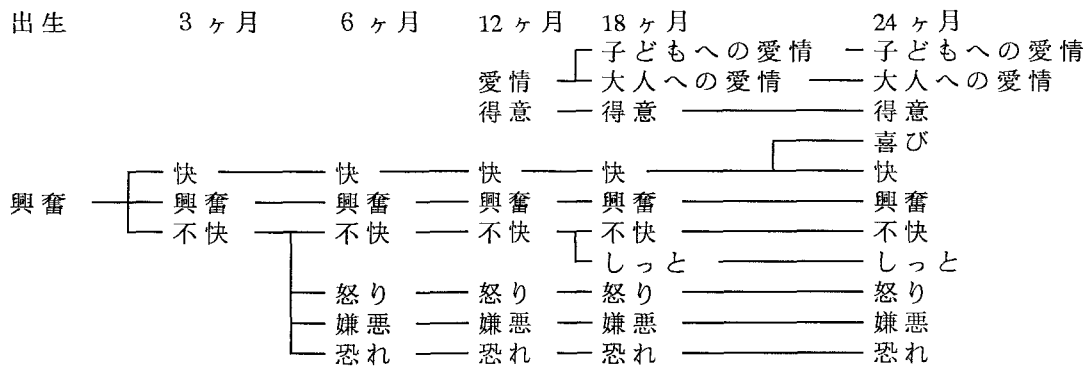 出生 3ヶ月 6ヶ月 12ヶ月 18ヶ月 24ヶ月
子どもへの愛情 子どもへの愛情
愛情 大人への愛情 大人への愛情
得意 得意 得意
喜び
快 快 快 快 快
興奮 興奮 興奮 興奮 興奮 興奮
不快 不快 不快 不快 不快
しっと しっと
怒り 怒り 怒り 怒り
嫌悪 嫌悪 嫌悪 嫌悪
恐れ 恐れ 恐れ 恐れ